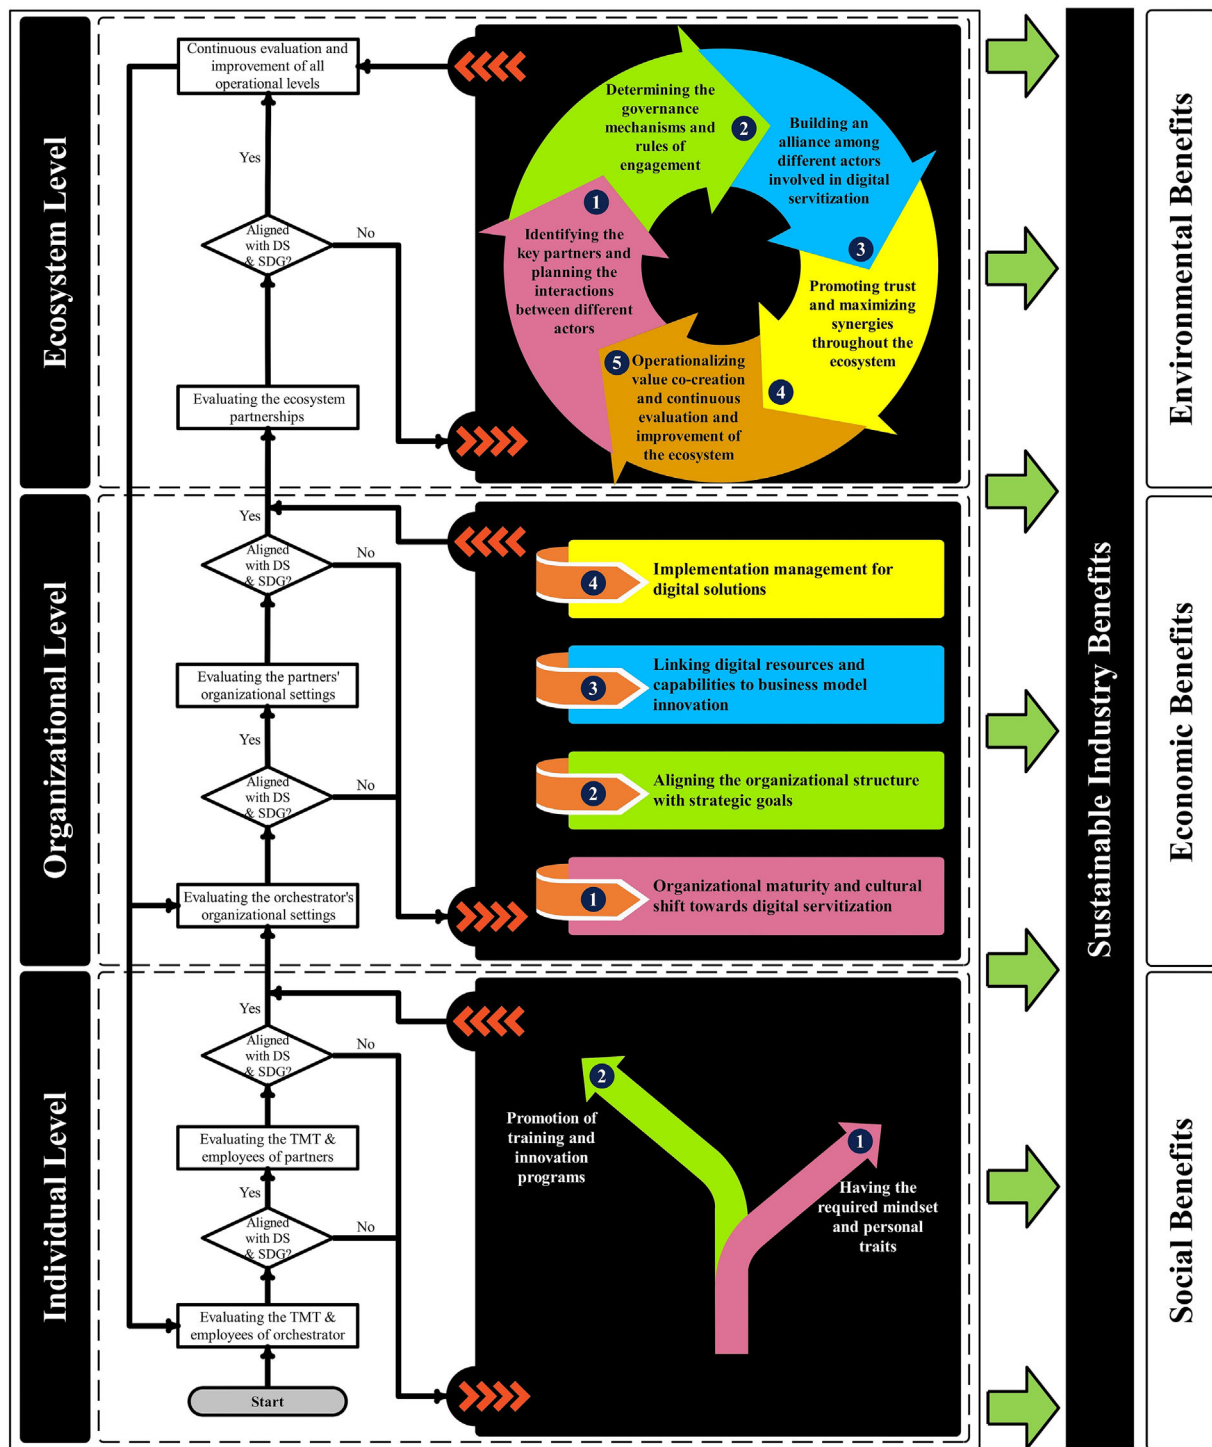 Ecosystem Level
Continuous evaluation and
improvement of all
operational levels
Yes
Aligned
with DS
& SDG?
No
Evaluating the ecosystem
partnerships
Determining the
governance
mechanisms and
rules of
engagement
2
Building an
alliance among
different actors
involved in digital
servitization
3
1
Identifying the
key partners and
planning the
interactions
between different
actors
Promoting trust
and maximizing
synergies
throughout the
ecosystem
4
5
Operationalizing
value co-creation
and continuous
evaluation and
improvement of
the ecosystem
Organizational Level
Yes
Aligned
with DS
& SDG?
No
Evaluating the partners'
organizational settings
Yes
Aligned
with DS
& SDG?
No
Evaluating the orchestrator's
organizational settings
4
Implementation management for
digital solutions
3
Linking digital resources and
capabilities to business model
innovation
2
Aligning the organizational structure
with strategic goals
1
Organizational maturity and cultural
shift towards digital servitization
Individual Level
Yes
Aligned
with DS
& SDG?
No
Evaluating the TMT &
employees of partners
Yes
Aligned
with DS
& SDG?
No
Evaluating the TMT &
employees of orchestrator
Start
2
Promotion of
training and
innovation
programs
1
Having the
required mindset
and personal
traits
Sustainable Industry Benefits
Environmental Benefits
Economic Benefits
Social Benefits